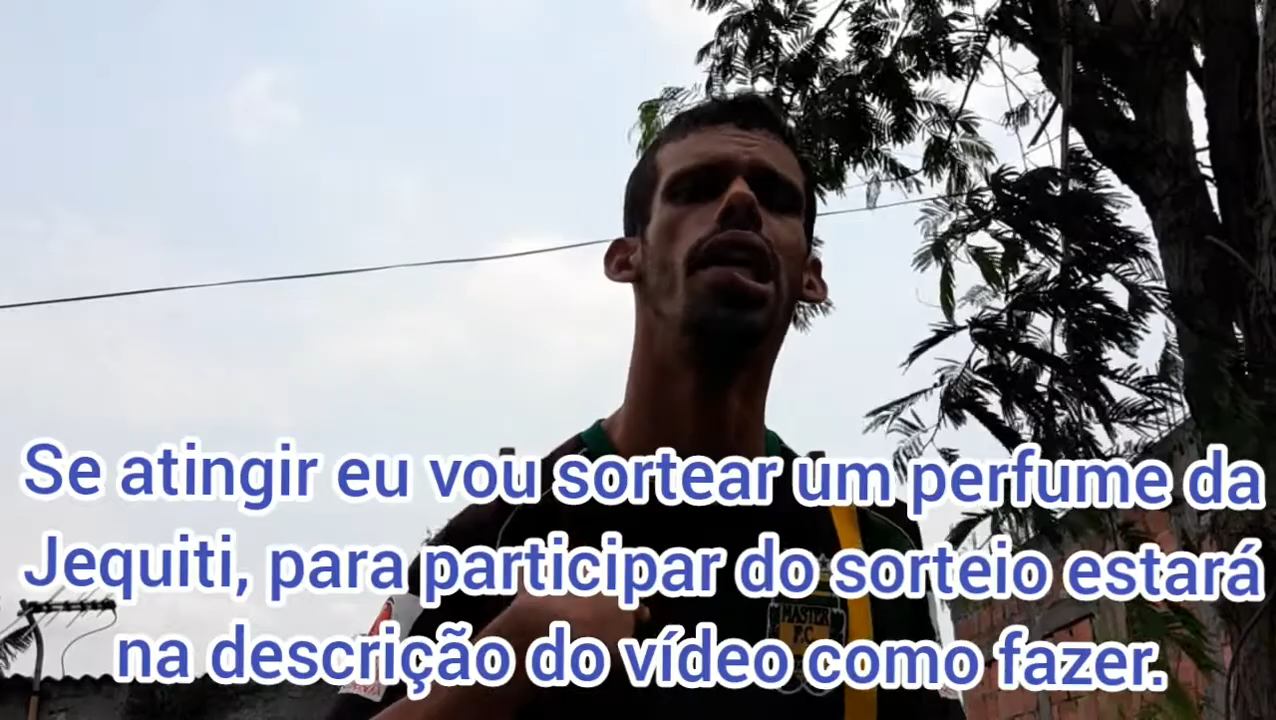 Se atingir eu vou sortear um perfume da
Jequiti, para participar do sorteio estará
na descrição do vídeo como fazer.
MASTER
F.C